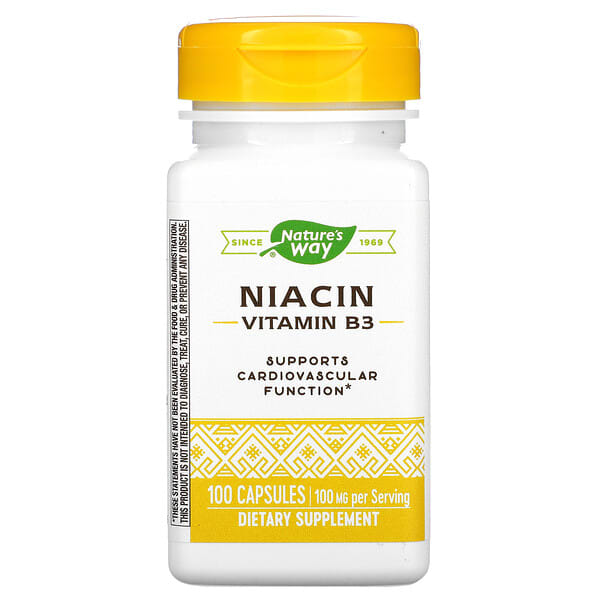 SINCE
Nature's
Way
®
1969
NIACIN
VITAMIN B3
SUPPORTS
CARDIOVASCULAR
FUNCTION*
100 CAPSULES | 100 MG per Serving
DIETARY SUPPLEMENT
*THESE STATEMENTS HAVE NOT BEEN EVALUATED BY THE FOOD & DRUG ADMINISTRATION.
THIS PRODUCT IS NOT INTENDED TO DIAGNOSE, TREAT, CURE, OR PREVENT ANY DISEASE.